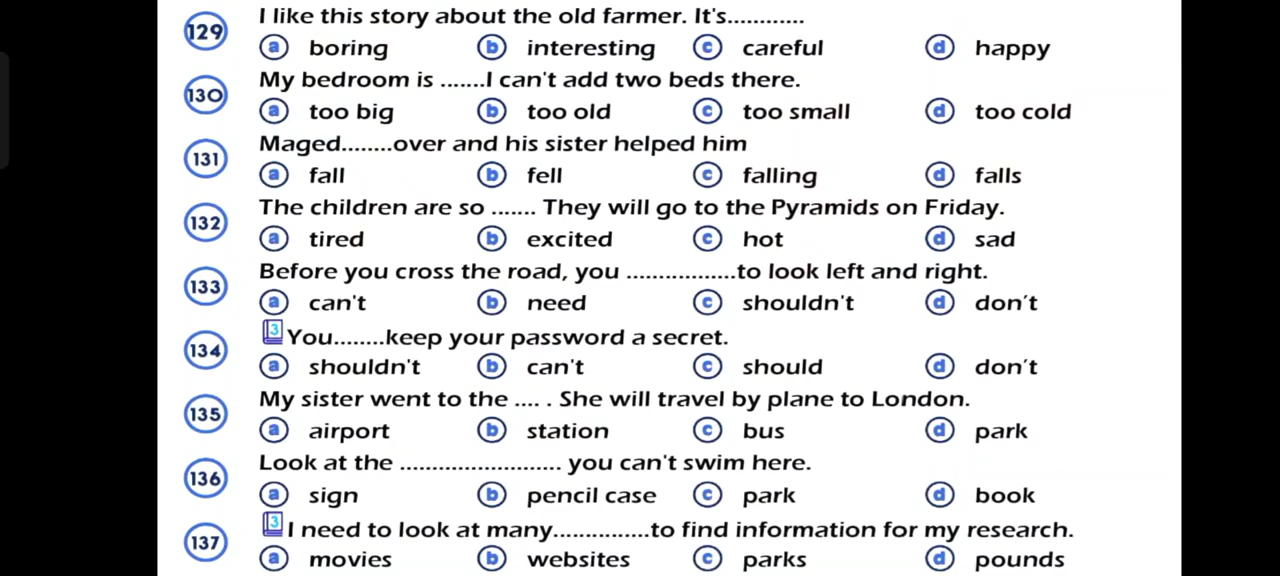 129 I like this story about the old farmer. It's............
a boring b interesting c careful d happy
130 My bedroom is .......I can't add two beds there.
a too big b too old c too small d too cold
131 Maged........over and his sister helped him
a fall b fell c falling d falls
132 The children are so ....... They will go to the Pyramids on Friday.
a tired b excited c hot d sad
133 Before you cross the road, you .................to look left and right.
a can't b need c shouldn't d don't
134 3 You........keep your password a secret.
a shouldn't b can't c should d don't
135 My sister went to the .... . She will travel by plane to London.
a airport b station c bus d park
136 Look at the ......................... you can't swim here.
a sign b pencil case c park d book
137 3 I need to look at many...............to find information for my research.
a movies b websites c parks d pounds